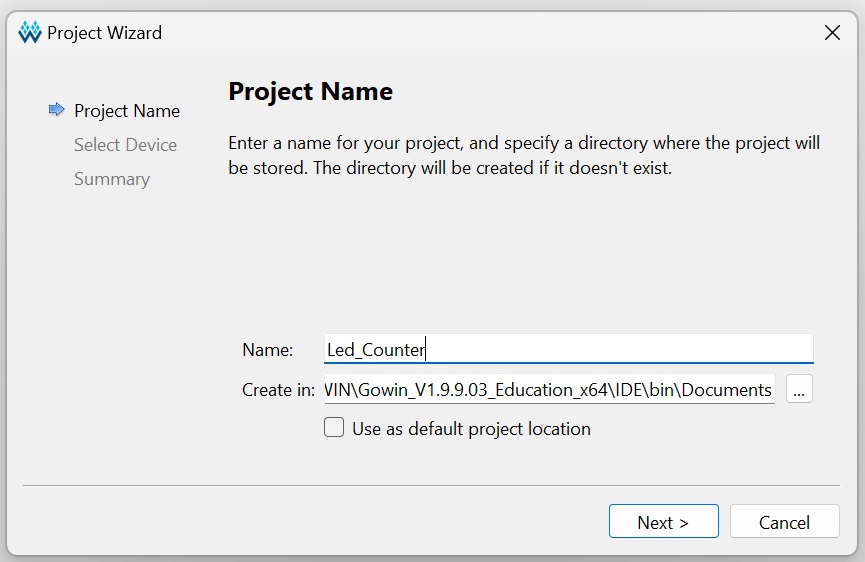 Project Wizard
Project Name
Select Device
Summary
Project Name
Enter a name for your project, and specify a directory where the project will
be stored. The directory will be created if it doesn't exist.
Name: Led_Counter
Create in: WIN\Gowin_V1.9.9.03_Education_x64\IDE\bin\Documents ...
Use as default project location
Next > Cancel